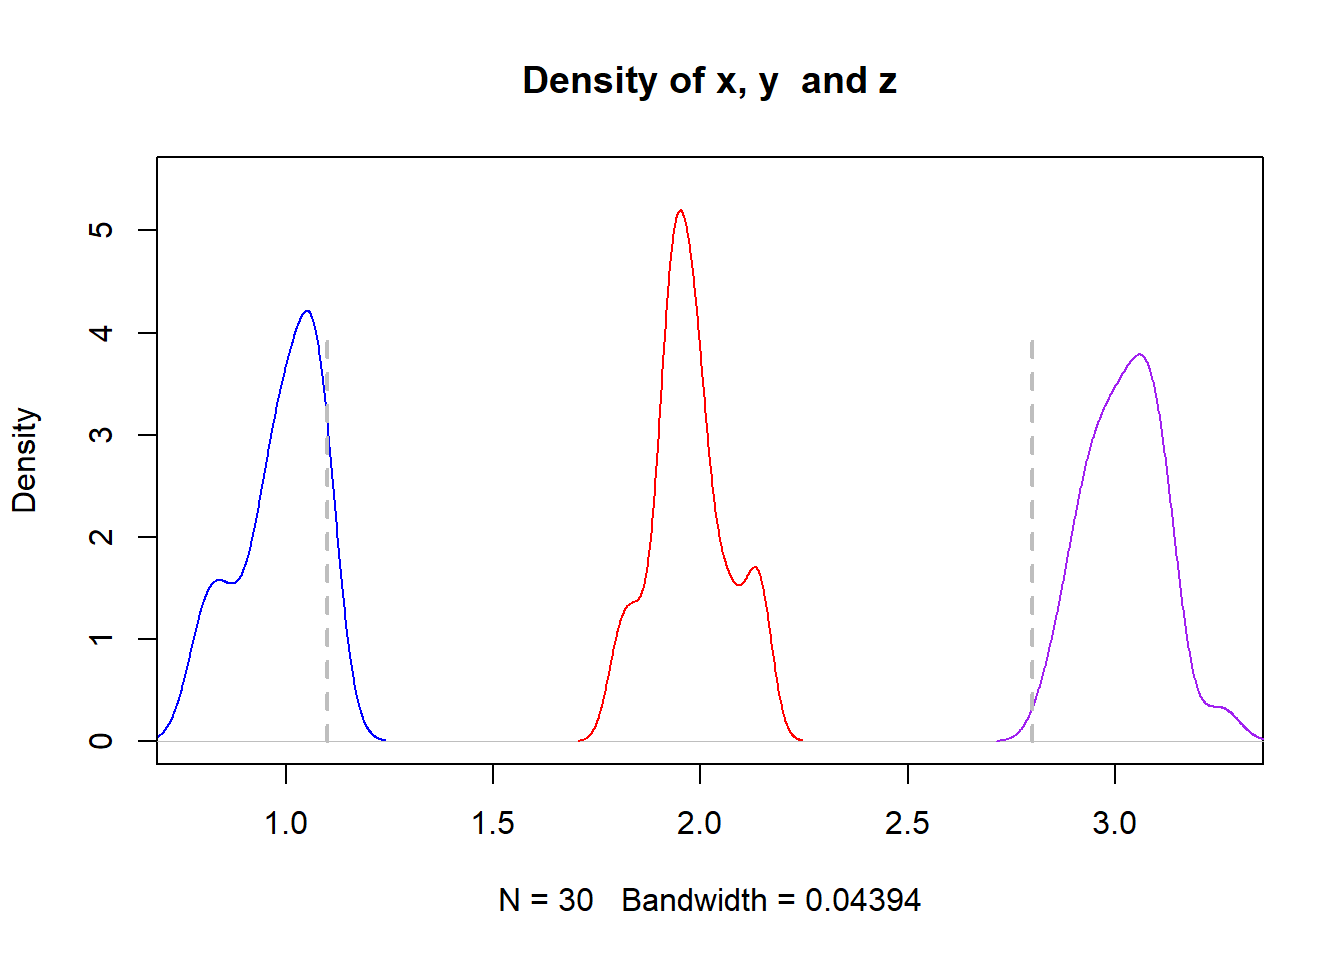 Density of x, y  and z
Density
0 1 2 3 4 5
1.0 1.5 2.0 2.5 3.0
N = 30   Bandwidth = 0.04394